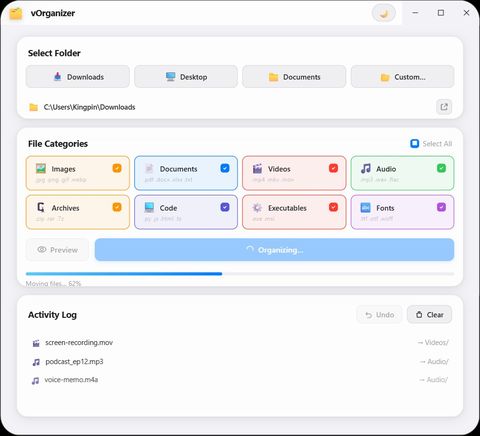 vOrganizer
Select Folder
Downloads
Desktop
Documents
Custom...
C:\Users\Kingpin\Downloads
File Categories
Select All
Images
.jpg .png .gif .webp
Documents
.pdf .docx .xlsx .txt
Videos
.mp4 .mkv .mov
Audio
.mp3 .wav .flac
Archives
.zip .rar .7z
Code
.py .js .html .ts
Executables
.exe .msi
Fonts
.ttf .otf .woff
Preview
Organizing...
Moving files... 62%
Activity Log
Undo
Clear
screen-recording.mov
→ Videos/
podcast_ep12.mp3
→ Audio/
voice-memo.m4a
→ Audio/